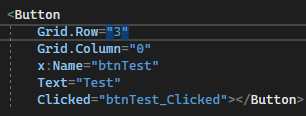 <Button
Grid.Row="3"
Grid.Column="0"
x:Name="btnTest"
Text="Test"
Clicked="btnTest_Clicked"></Button>